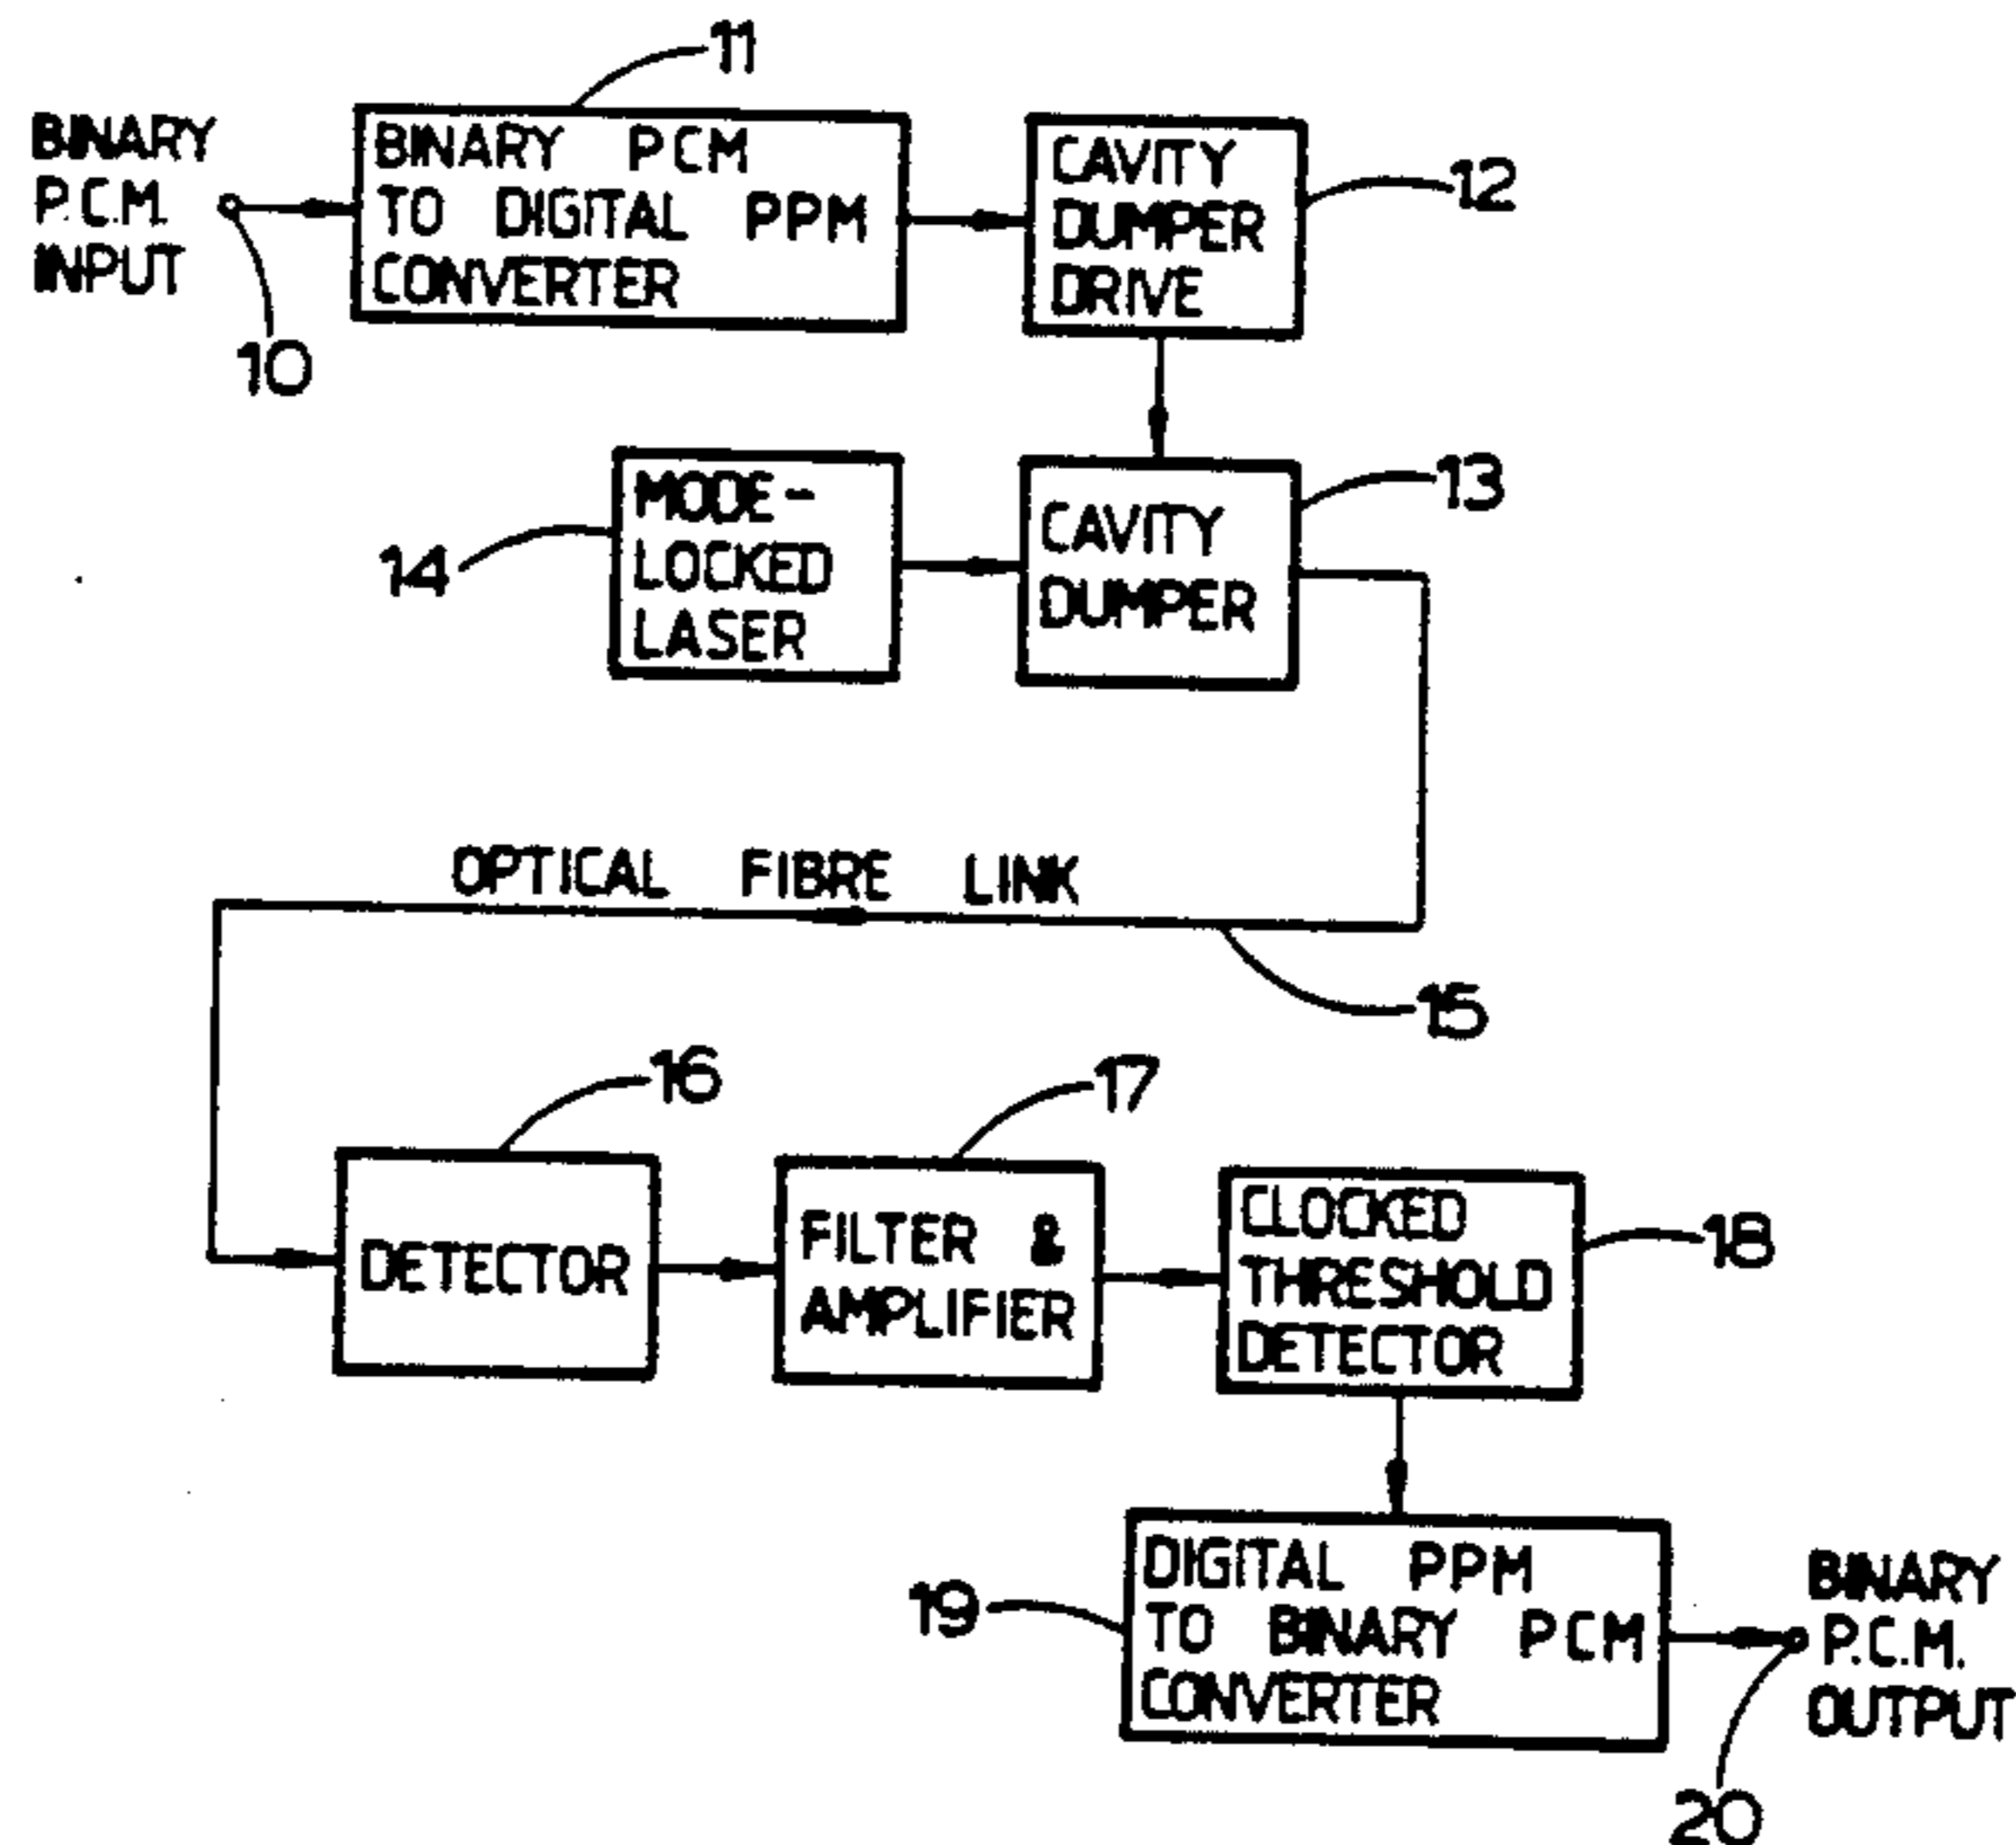 11
BINARY
P.C.M.
INPUT
10
BINARY PCM
TO DIGITAL PPM
CONVERTER
CAVITY
DUMPER
DRIVE
12
14
MODE-
LOCKED
LASER
CAVITY
DUMPER
13
OPTICAL FIBRE LINK
15
16
DETECTOR
17
FILTER &
AMPLIFIER
CLOCKED
THRESHOLD
DETECTOR
18
19
DIGITAL PPM
TO BINARY PCM
CONVERTER
BINARY
P.C.M.
OUTPUT
20